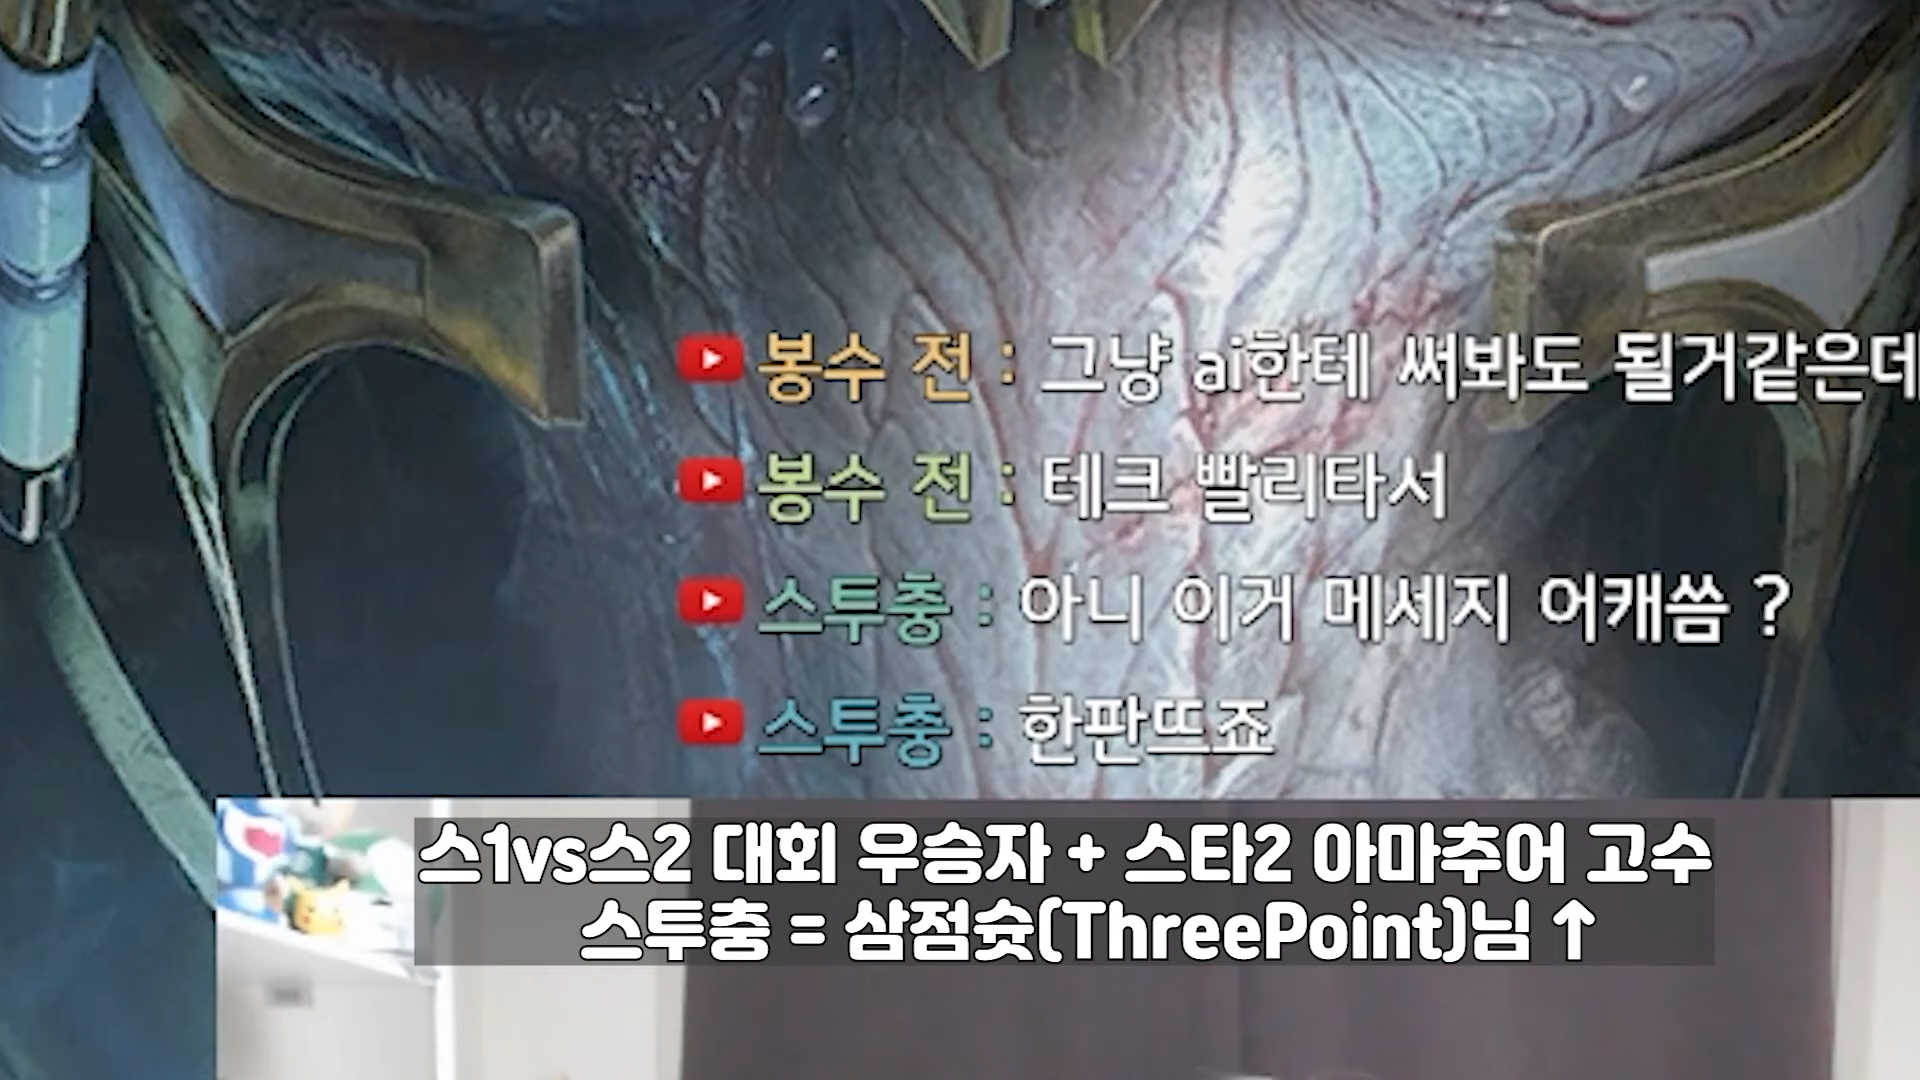 봉수 전 : 그냥 ai한테 써봐도 될거같은데
봉수 전 : 테크 빨리타서
스투충 : 아니 이거 메세지 어캐씀 ?
스투충 : 한판뜨죠
스1vs스2 대회 우승자 + 스타2 아마추어 고수
스투충 = 삼점슛(ThreePoint)님 ↑